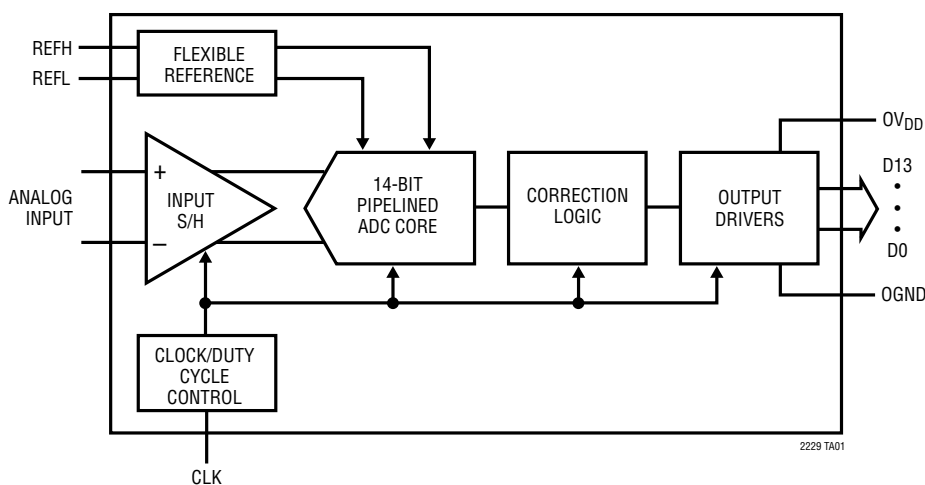 REFH
REFL
FLEXIBLE
REFERENCE
OVDD
ANALOG
INPUT
+
–
INPUT
S/H
14-BIT
PIPELINED
ADC CORE
CORRECTION
LOGIC
OUTPUT
DRIVERS
D13
•
•
•
D0
OGND
CLOCK/DUTY
CYCLE
CONTROL
CLK
2229 TA01